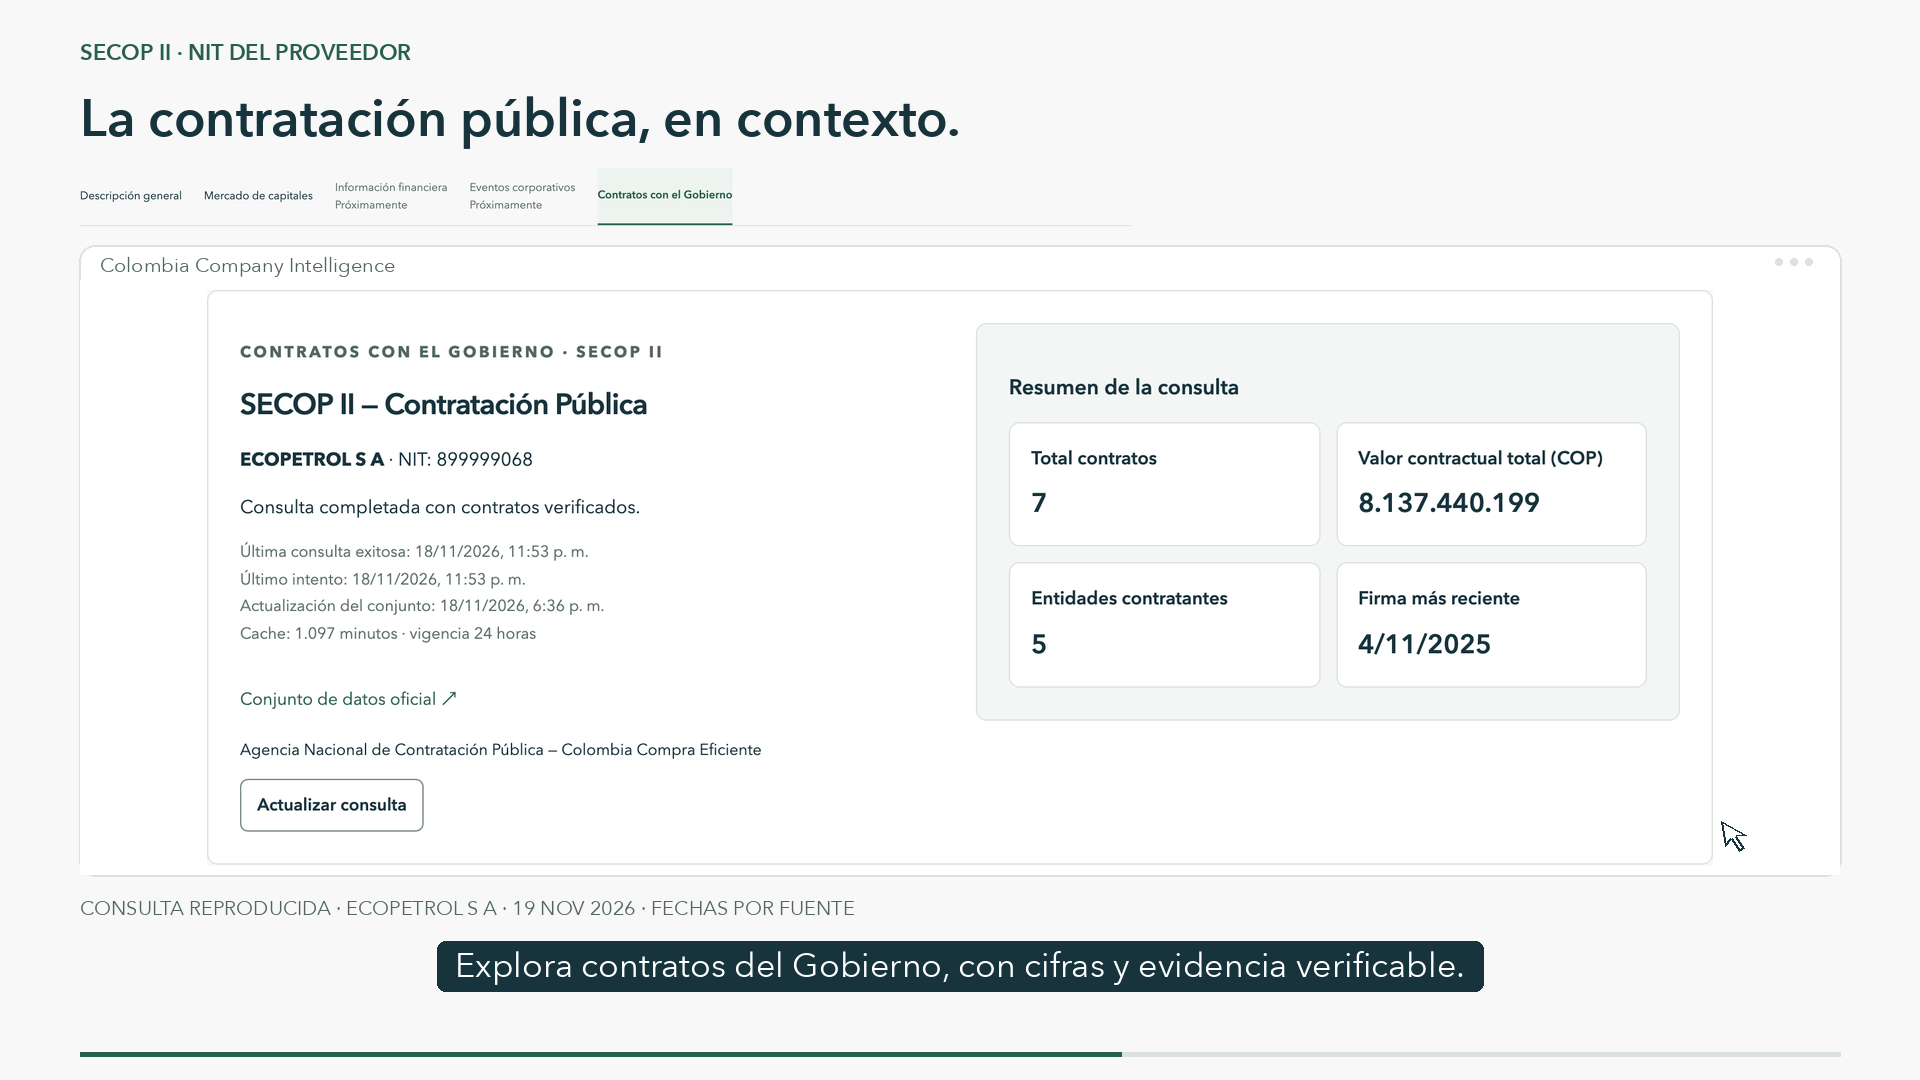 SECOP II · NIT DEL PROVEEDOR
La contratación pública, en contexto.
Descripción general
Mercado de capitales
Información financiera
Próximamente
Eventos corporativos
Próximamente
Contratos con el Gobierno
Colombia Company Intelligence
CONTRATOS CON EL GOBIERNO · SECOP II
SECOP II – Contratación Pública
ECOPETROL S A · NIT: 899999068
Consulta completada con contratos verificados.
Última consulta exitosa: 18/11/2026, 11:53 p. m.
Último intento: 18/11/2026, 11:53 p. m.
Actualización del conjunto: 18/11/2026, 6:36 p. m.
Cache: 1.097 minutos · vigencia 24 horas
Conjunto de datos oficial ↗
Agencia Nacional de Contratación Pública – Colombia Compra Eficiente
Actualizar consulta
Resumen de la consulta
Total contratos
7
Valor contractual total (COP)
8.137.440.199
Entidades contratantes
5
Firma más reciente
4/11/2025
CONSULTA REPRODUCIDA · ECOPETROL S A · 19 NOV 2026 · FECHAS POR FUENTE
Explora contratos del Gobierno, con cifras y evidencia verificable.